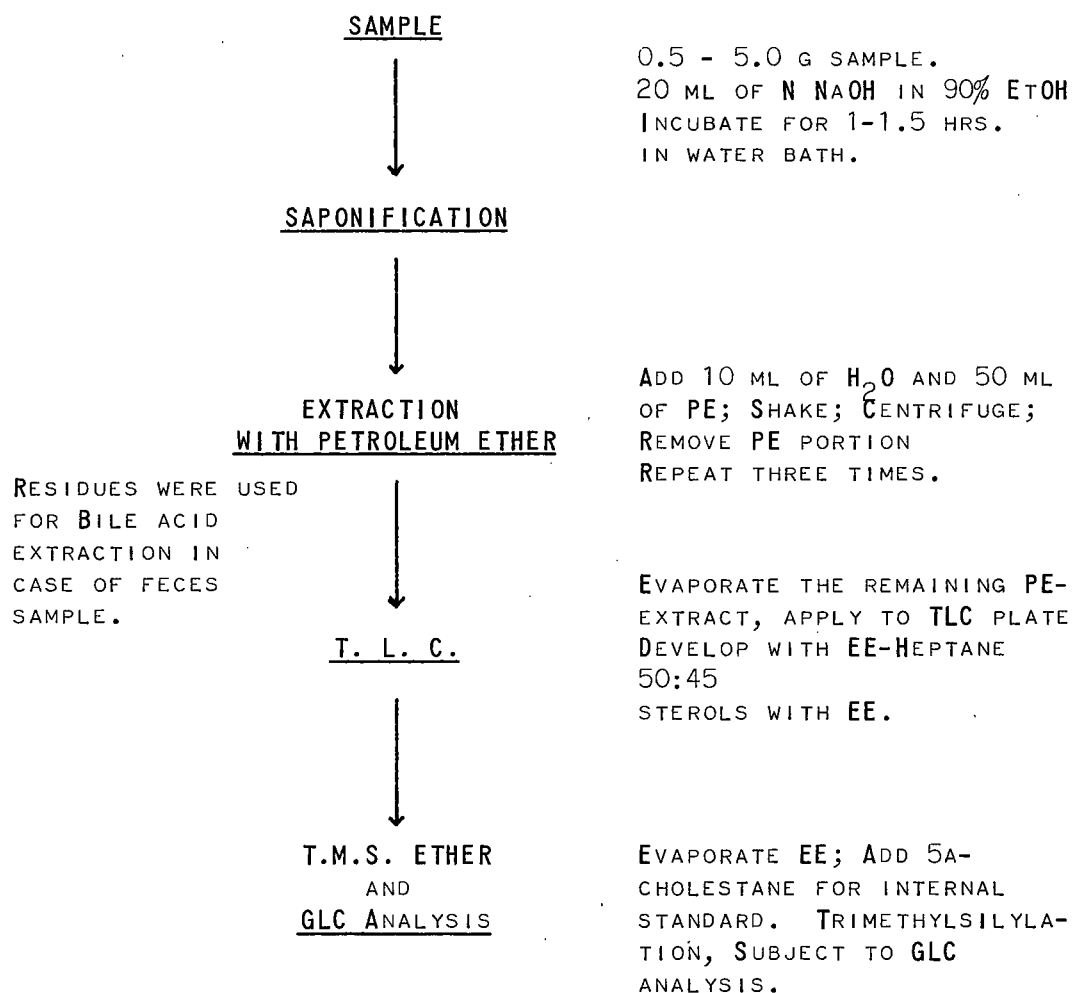 SAMPLE
0.5 - 5.0 G SAMPLE.
20 ML OF N NAOH IN 90% ETOH
INCUBATE FOR 1-1.5 HRS.
IN WATER BATH.
SAPONIFICATION
EXTRACTION
WITH PETROLEUM ETHER
ADD 10 ML OF H2O AND 50 ML
OF PE; SHAKE; CENTRIFUGE;
REMOVE PE PORTION
REPEAT THREE TIMES.
RESIDUES WERE USED
FOR BILE ACID
EXTRACTION IN
CASE OF FECES
SAMPLE.
T. L. C.
EVAPORATE THE REMAINING PE-
EXTRACT, APPLY TO TLC PLATE
DEVELOP WITH EE-HEPTANE
50:45
STEROLS WITH EE.
T.M.S. ETHER
AND
GLC ANALYSIS
EVAPORATE EE; ADD 5A-
CHOLESTANE FOR INTERNAL
STANDARD. TRIMETHYLSILYLA-
TION, SUBJECT TO GLC
ANALYSIS.